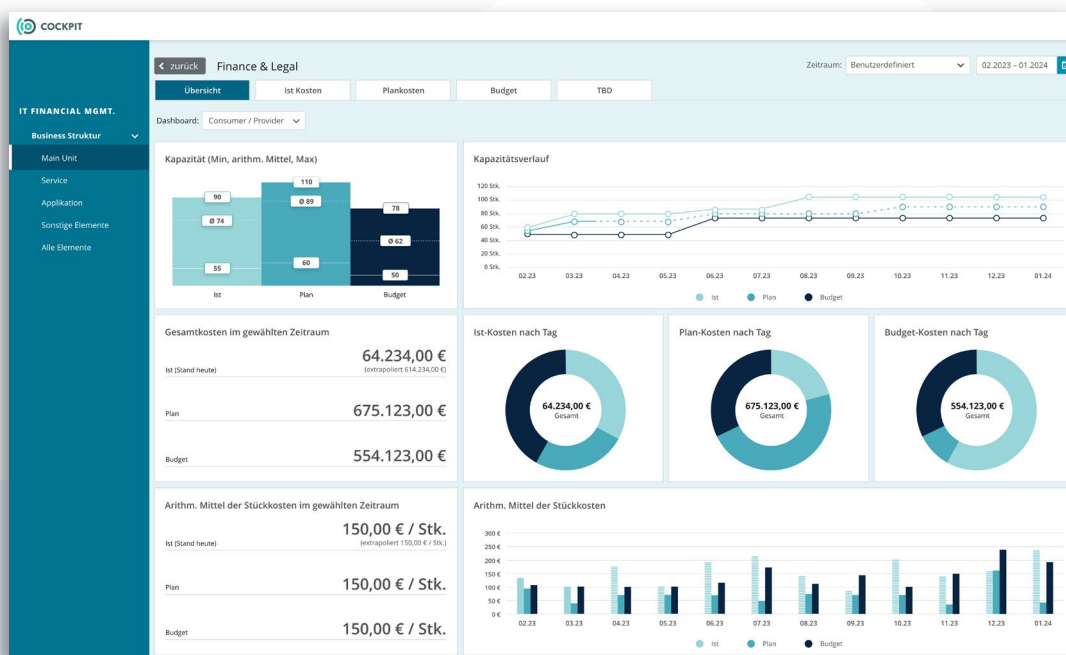 COCKPIT
zurück Finance & Legal Zeitraum: Benutzerdefiniert 02.2023 – 01.2024
Übersicht Ist Kosten Plankosten Budget TBD
IT FINANCIAL MGMT.
Business Struktur
Main Unit
Service
Applikation
Sonstige Elemente
Alle Elemente
Dashboard: Consumer / Provider
Kapazität (Min, arithm. Mittel, Max)
90 110 78
Ø 74 Ø 89 Ø 62
55 60 50
Ist Plan Budget
Kapazitätsverlauf
120 Stk.
100 Stk.
80 Stk.
60 Stk.
40 Stk.
20 Stk.
0 Stk.
02.23 03.23 04.23 05.23 06.23 07.23 08.23 09.23 10.23 11.23 12.23 01.24
Ist Plan Budget
Gesamtkosten im gewählten Zeitraum
64.234,00 €
Ist (Stand heute) (extrapoliert 614.234,00 €)
Plan 675.123,00 €
Budget 554.123,00 €
Ist-Kosten nach Tag
64.234,00 €
Gesamt
Plan-Kosten nach Tag
675.123,00 €
Gesamt
Budget-Kosten nach Tag
554.123,00 €
Gesamt
Arithm. Mittel der Stückkosten im gewählten Zeitraum
150,00 € / Stk.
Ist (Stand heute) (extrapoliert 150,00 € / Stk.)
Plan 150,00 € / Stk.
Budget 150,00 € / Stk.
Arithm. Mittel der Stückkosten
300 €
250 €
200 €
150 €
100 €
50 €
0 €
02.23 03.23 04.23 05.23 06.23 07.23 08.23 09.23 10.23 11.23 12.23 01.24
Ist Plan Budget